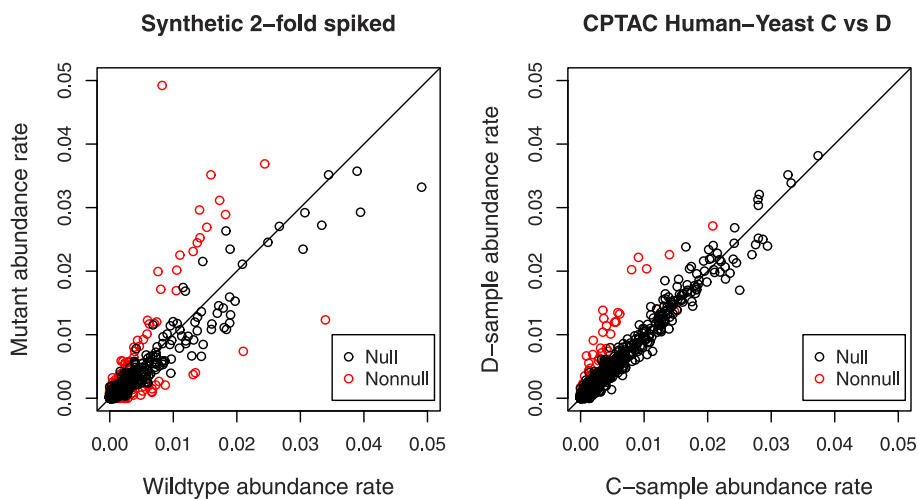 Synthetic 2−fold spiked
Mutant abundance rate
0.05
0.04
0.03
0.02
0.01
0.00
Null
Nonnull
0.00 0.01 0.02 0.03 0.04 0.05
Wildtype abundance rate
CPTAC Human−Yeast C vs D
D−sample abundance rate
0.05
0.04
0.03
0.02
0.01
0.00
Null
Nonnull
0.00 0.01 0.02 0.03 0.04 0.05
C−sample abundance rate